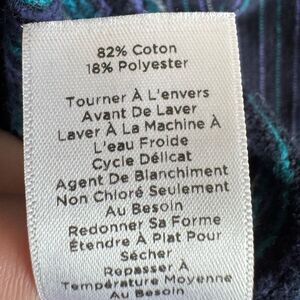 82% Coton
18% Polyester
Tourner À L'envers
Avant De Laver
Laver À La Machine À
L'eau Froide
Cycle Délicat
Agent De Blanchiment
Non Chloré Seulement
Au Besoin
Redonner Sa Forme
Étendre À Plat Pour
Sécher
Repasser À
Température Moyenne
Au Besoin